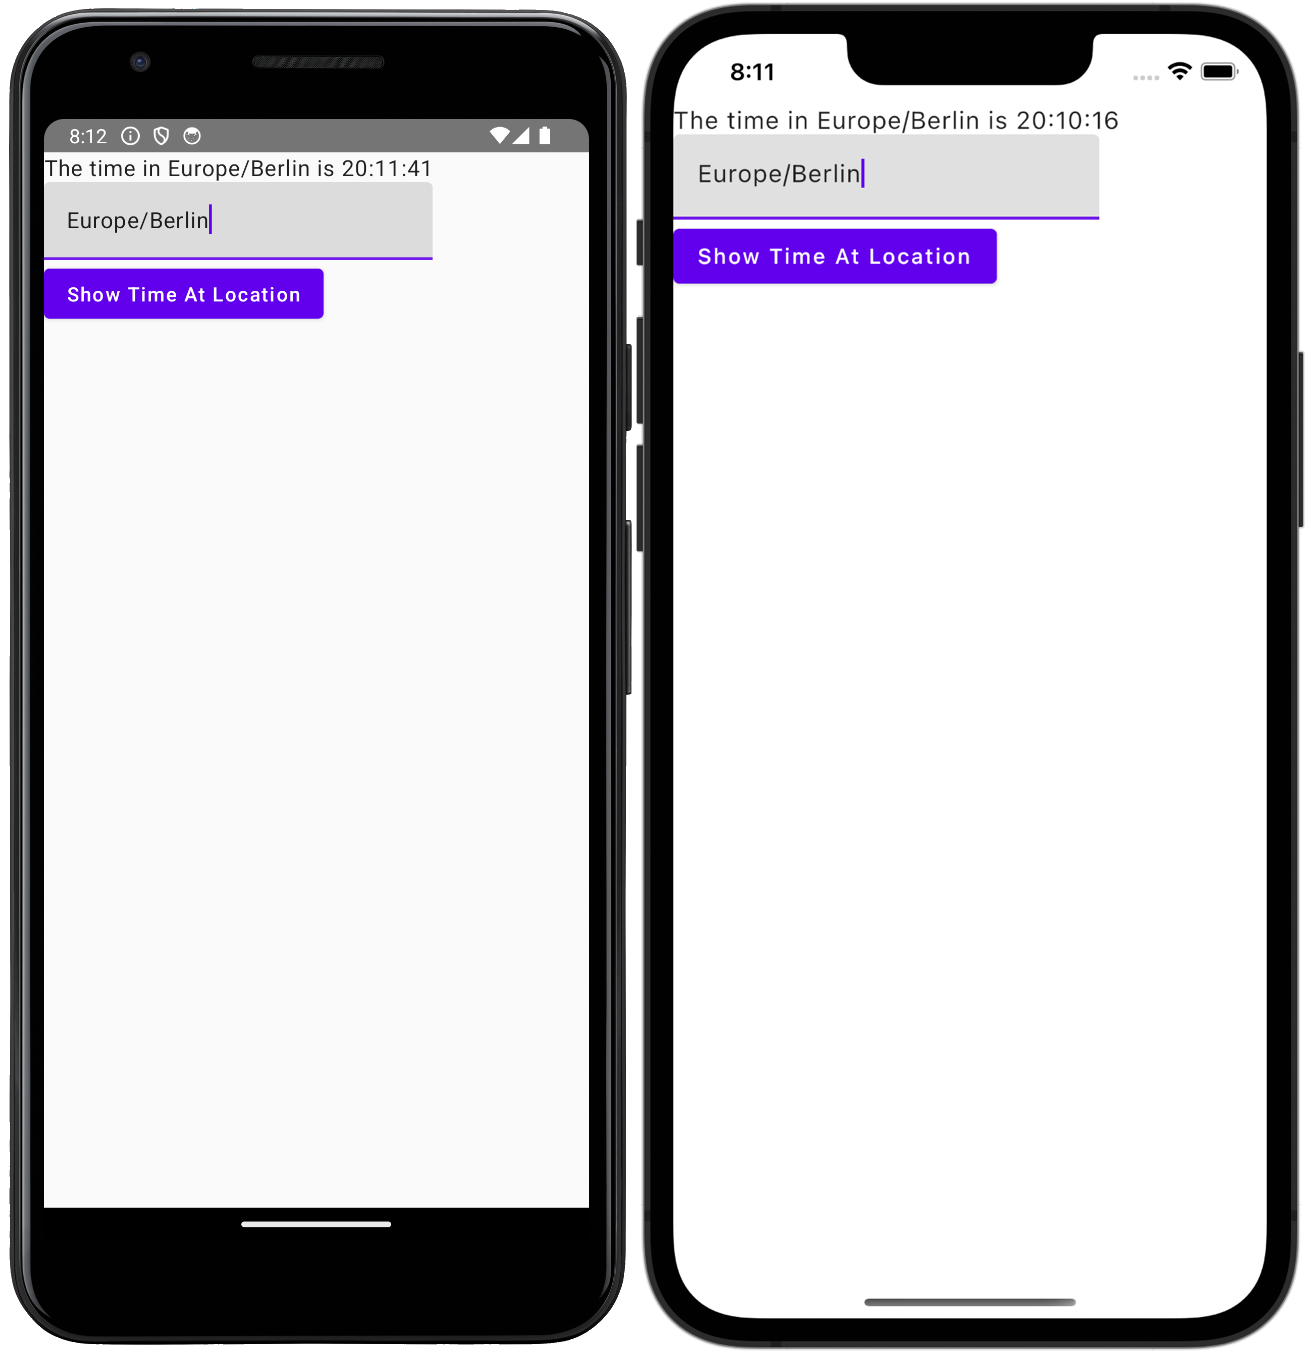 8:12
The time in Europe/Berlin is 20:11:41
Europe/Berlin
Show Time At Location
8:11
The time in Europe/Berlin is 20:10:16
Europe/Berlin
Show Time At Location